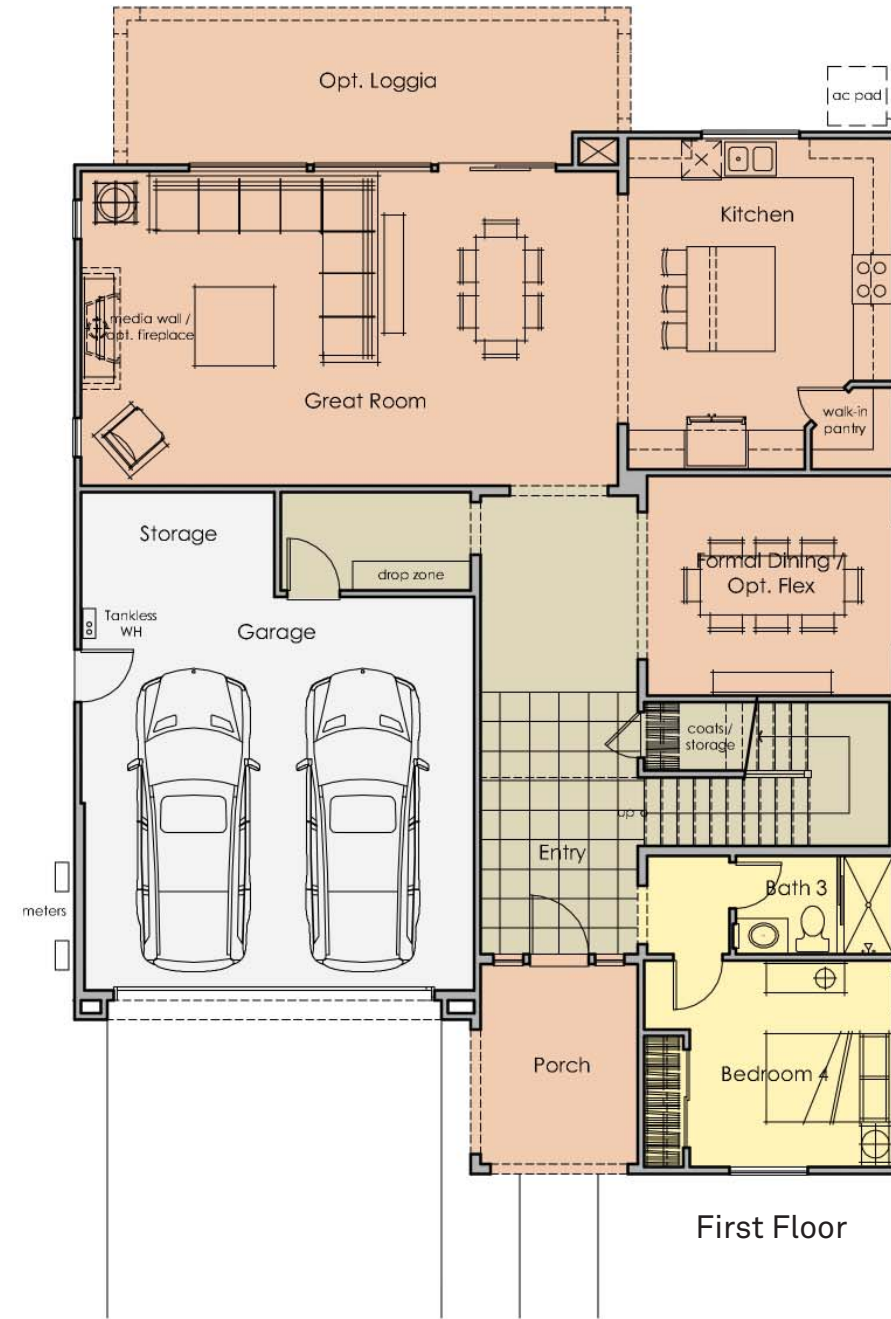 Opt. Loggia
ac pad
Kitchen
media wall /
opt. fireplace
Great Room
walk-in
pantry
Storage
drop zone
Formal Dining /
Opt. Flex
Tankless
WH
Garage
coats/
storage
up
Entry
Bath 3
meters
Porch
Bedroom 4
First Floor